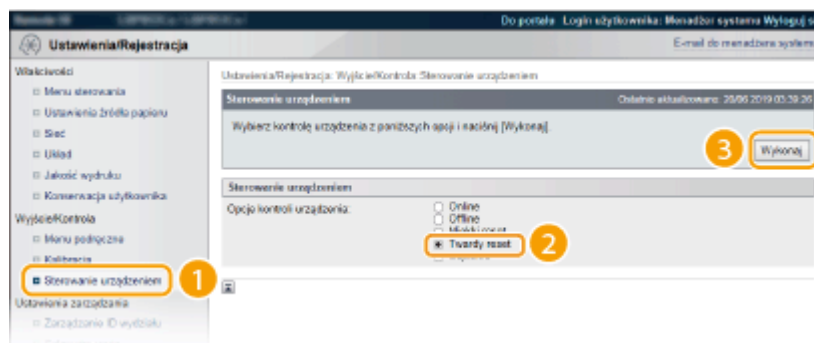 Do portalu Login użytkownika: Menadżer systemu Wyloguj s
Ustawienia/Rejestracja
E-mail do menadżera system
Właściwości
Menu sterowania
Ustawienia źródła papieru
Sieć
Układ
Jakość wydruku
Konserwacja użytkownika
Wyjście/Kontrola
Menu podręczne
Kalibracja
Sterowanie urządzeniem
1
Ustawienia zarządzania
Zarządzanie ID wydziału
Ustawienia/Rejestracja: Wyjście/Kontrola: Sterowanie urządzeniem
Sterowanie urządzeniem
Ostatnio aktualizowano: 20/06 2019 03:39:26
Wybierz kontrolę urządzenia z poniższych opcji i naciśnij [Wykonaj].
3
Wykonaj
Sterowanie urządzeniem
Opcje kontroli urządzenia:
Online
Offline
Miękki reset
Twardy reset
2